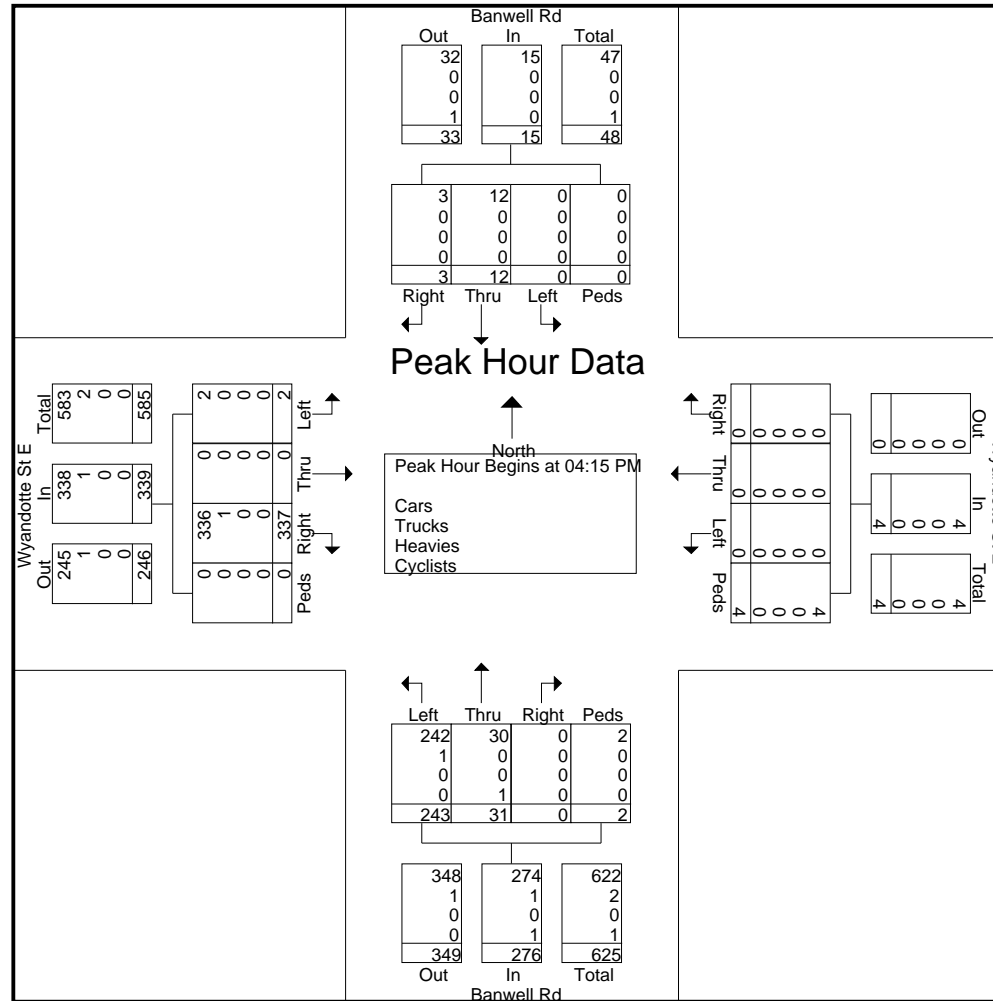 Banwell Rd
Out In Total
32 15 47
0 0 0
0 0 0
1 0 1
33 15 48
3 12 0 0
0 0 0 0
0 0 0 0
0 0 0 0
3 12 0 0
Right Thru Left Peds
Peak Hour Data
North
Peak Hour Begins at 04:15 PM
Cars
Trucks
Heavies
Cyclists
Wyandotte St E
Total
583 2 0 0 585
In
338 1 0 0 339
Out
245 1 0 0 246
Left
2 0 0 0 2
Thru
0 0 0 0 0
Right
336 1 0 0 337
Peds
0 0 0 0 0
Right
0 0 0 0 0
Thru
0 0 0 0 0
Left
0 0 0 0 0
Peds
4 0 0 0 4
Out
0 0 0 0 0
In
4 0 0 0 4
Total
4 0 0 0 4
Left Thru Right Peds
242 30 0 2
1 0 0 0
0 0 0 0
0 1 0 0
243 31 0 2
348 274 622
1 1 2
0 0 0
0 1 1
349 276 625
Out In Total
Banwell Rd